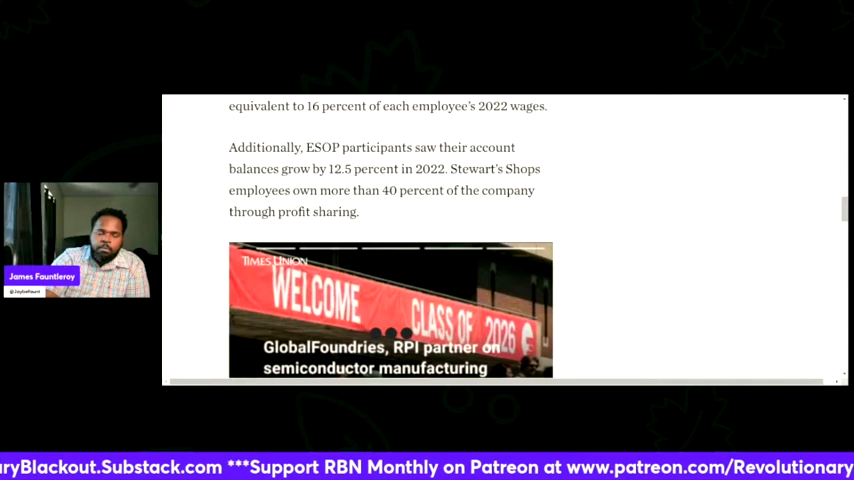 equivalent to 16 percent of each employee’s 2022 wages.
Additionally, ESOP participants saw their account
balances grow by 12.5 percent in 2022. Stewart’s Shops
employees own more than 40 percent of the company
through profit sharing.
TIMES UNION
WELCOME CLASS OF 2026
GlobalFoundries, RPI partner on
semiconductor manufacturing
James Fauntleroy
ryBlackout.Substack.com ***Support RBN Monthly on Patreon at www.patreon.com/Revolutionary